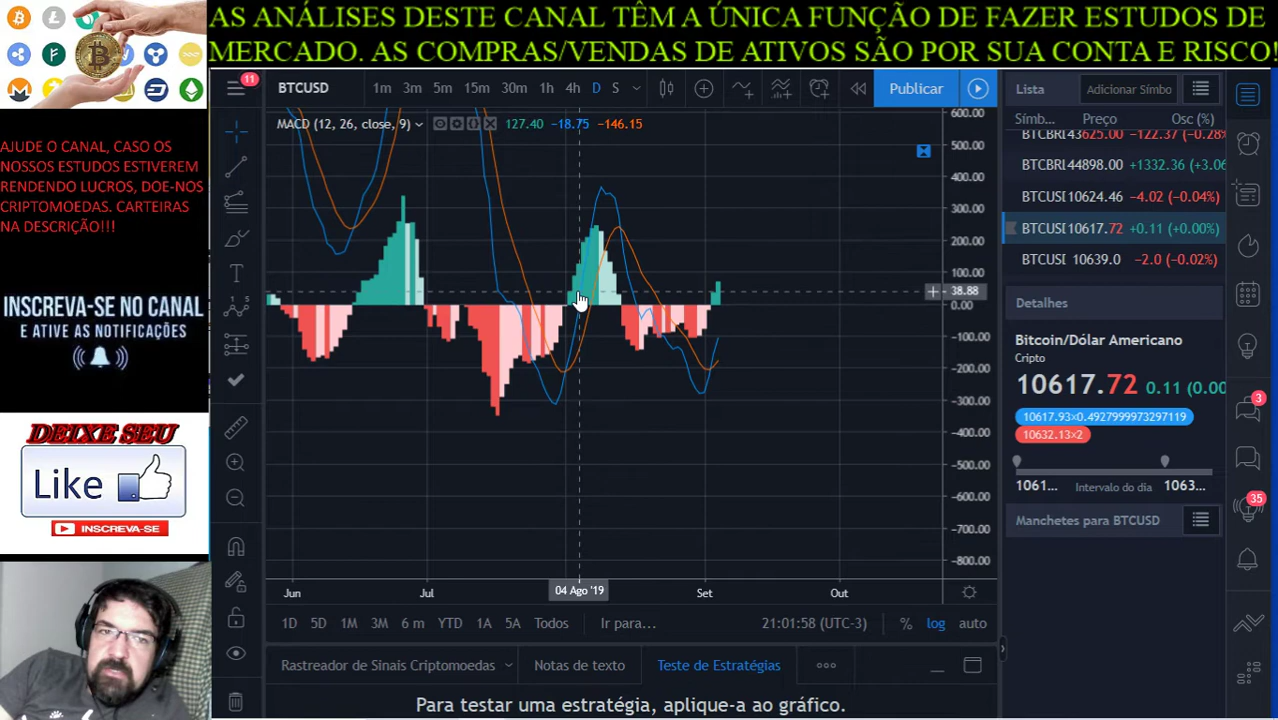 AS ANÁLISES DESTE CANAL TÊM A ÚNICA FUNÇÃO DE FAZER ESTUDOS DE
MERCADO. AS COMPRAS/VENDAS DE ATIVOS SÃO POR SUA CONTA E RISCO!
11
BTCUSD
1m 3m 5m 15m 30m 1h 4h D S
Publicar
Lista
Adicionar Símbo
Símb...
Preço
Osc (%)
MACD (12, 26, close, 9)
127.40 −18.75 −146.15
BTCBRI 43625.00 −122.37 (−0.28%
BTCBRL 44898.00 +1332.36 (+3.06
BTCUSI 10624.46 −4.02 (−0.04%)
BTCUSI 10617.72 +0.11 (+0.00%)
BTCUSI 10639.0 −2.0 (−0.02%)
AJUDE O CANAL, CASO OS
NOSSOS ESTUDOS ESTIVEREM
RENDENDO LUCROS, DOE-NOS
CRIPTOMOEDAS. CARTEIRAS
NA DESCRIÇÃO!!!
INSCREVA-SE NO CANAL
E ATIVE AS NOTIFICAÇÕES
DEIXE SEU
Like
INSCREVA-SE
600.00
500.00
400.00
300.00
200.00
100.00
38.88
0.00
−100.00
−200.00
−300.00
−400.00
−500.00
−600.00
−700.00
−800.00
Jun
Jul
04 Ago '19
Set
Out
Detalhes
Bitcoin/Dólar Americano
Cripto
10617.72 0.11 (0.00
10617.93×0.4927999973297119
10632.13×2
1061... Intervalo do dia 1063...
Manchetes para BTCUSD
3
35
1D 5D 1M 3M 6 m YTD 1A 5A Todos
Ir para...
21:01:58 (UTC-3)
% log auto
Rastreador de Sinais Criptomoedas
Notas de texto
Teste de Estratégias
Para testar uma estratégia, aplique-a ao gráfico.